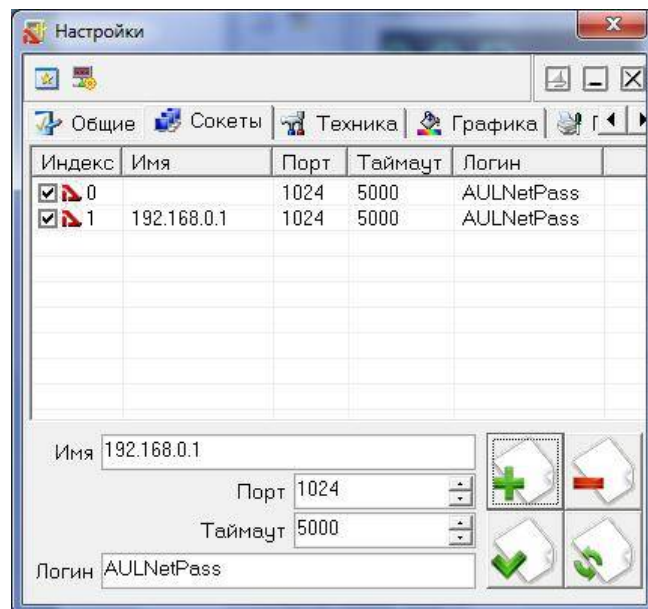 Настройки
Общие Сокеты Техника Графика
Индекс Имя Порт Таймаут Логин
0 1024 5000 AULNetPass
1 192.168.0.1 1024 5000 AULNetPass
Имя 192.168.0.1
Порт 1024
Таймаут 5000
Логин AULNetPass